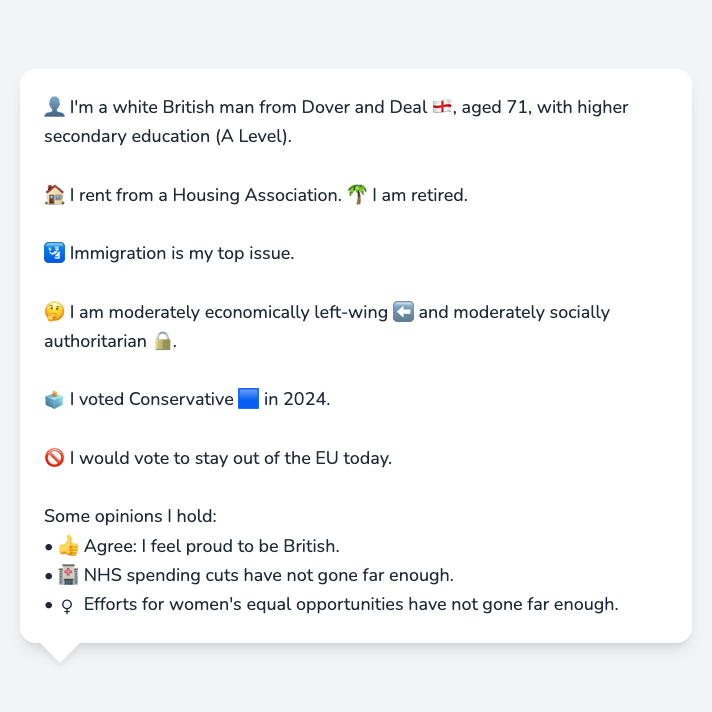 👤 I'm a white British man from Dover and Deal 🏴󠁧󠁢󠁥󠁮󠁧󠁿, aged 71, with higher
secondary education (A Level).
🏠 I rent from a Housing Association. 🌴 I am retired.
🛂 Immigration is my top issue.
🤔 I am moderately economically left-wing ⬅️ and moderately socially
authoritarian 🔒.
🗳️ I voted Conservative 🟦 in 2024.
🚫 I would vote to stay out of the EU today.
Some opinions I hold:
• 👍 Agree: I feel proud to be British.
• 🏥 NHS spending cuts have not gone far enough.
• ♀ Efforts for women's equal opportunities have not gone far enough.